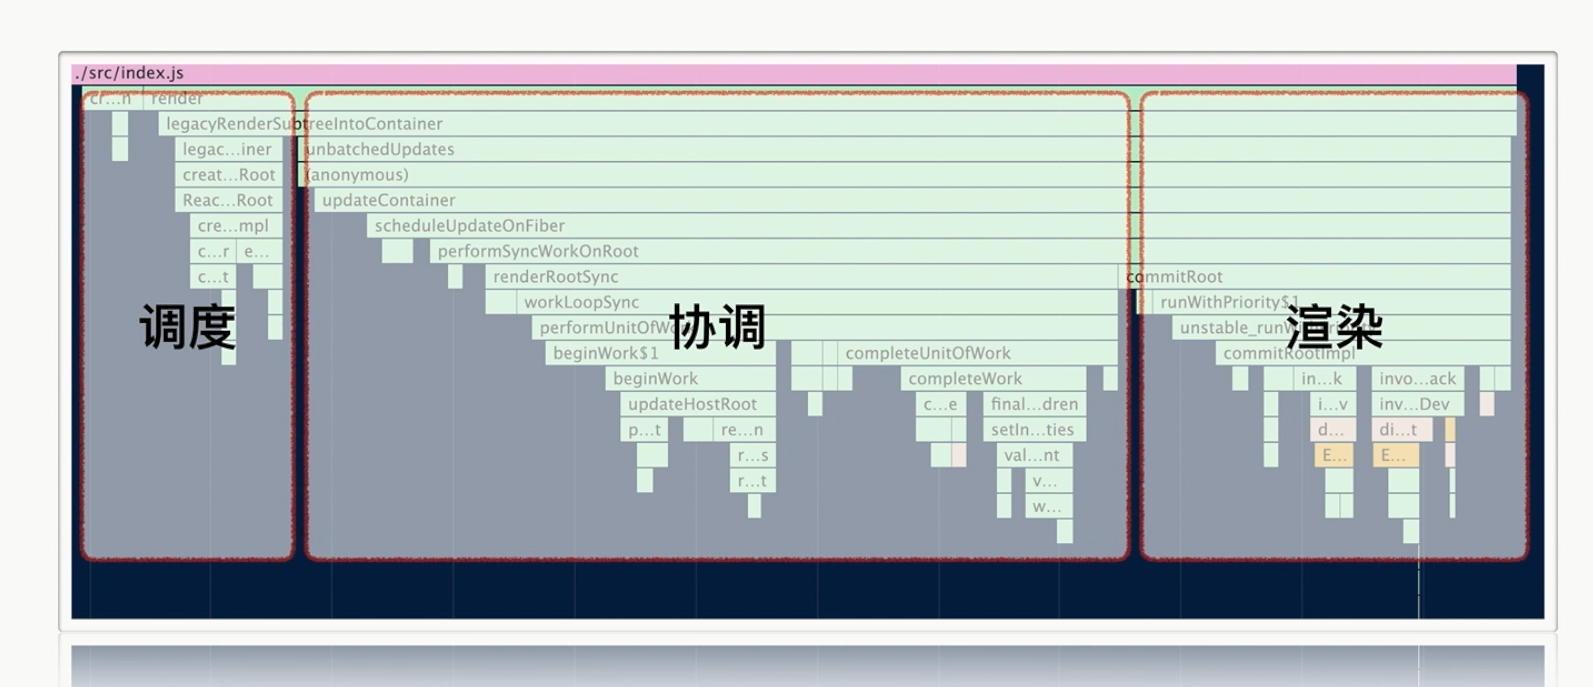 ./src/index.js
cr...n render
legacyRenderSubtreeIntoContainer
legac...iner unbatchedUpdates
creat...Root (anonymous)
Reac...Root updateContainer
cre...mpl scheduleUpdateOnFiber
c...r e... performSyncWorkOnRoot
c...t renderRootSync commitRoot
workLoopSync runWithPriority$1
调度 协调 渲染
performUnitOfWork
beginWork$1 completeUnitOfWork commitRootImpl
beginWork completeWork in...k invo...ack
updateHostRoot c...e final...dren i...v inv...Dev
p...t re...n setIn...ties d... di...t
r...s val...nt E... E...
r...t v...
w...